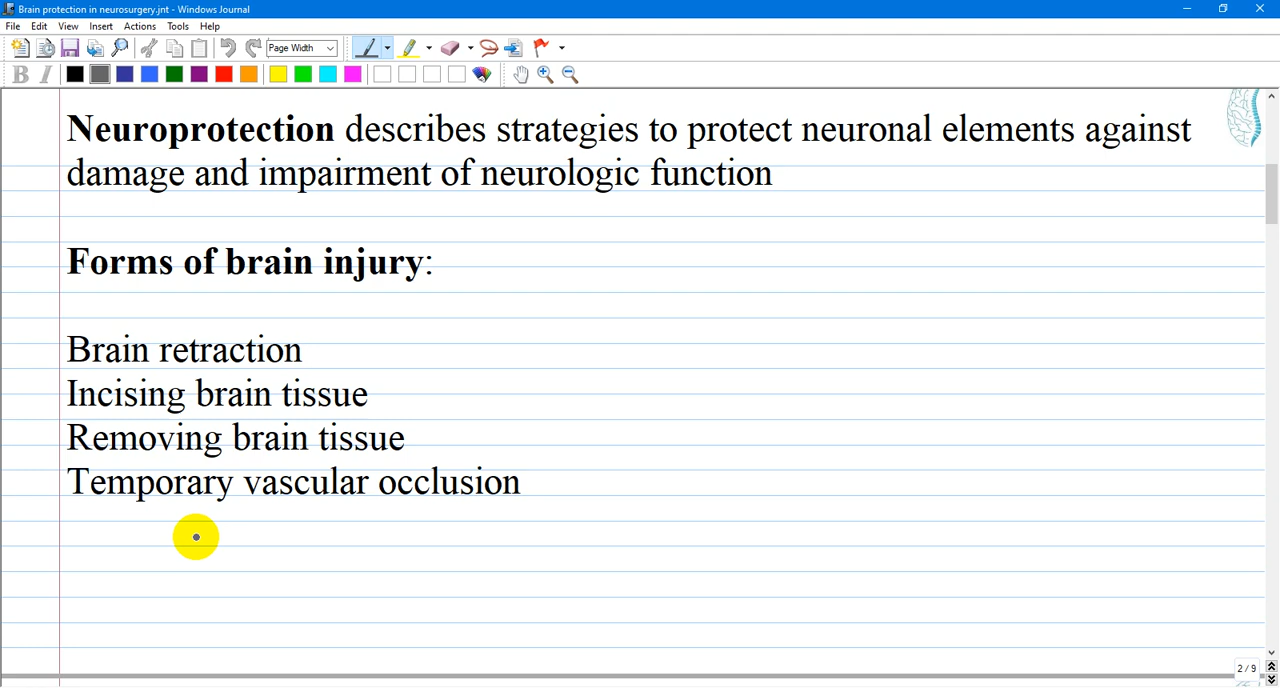 Brain protection in neurosurgery.jnt - Windows Journal
File Edit View Insert Actions Tools Help
Page Width
B I
Neuroprotection describes strategies to protect neuronal elements against
damage and impairment of neurologic function
Forms of brain injury:
Brain retraction
Incising brain tissue
Removing brain tissue
Temporary vascular occlusion
2 / 9